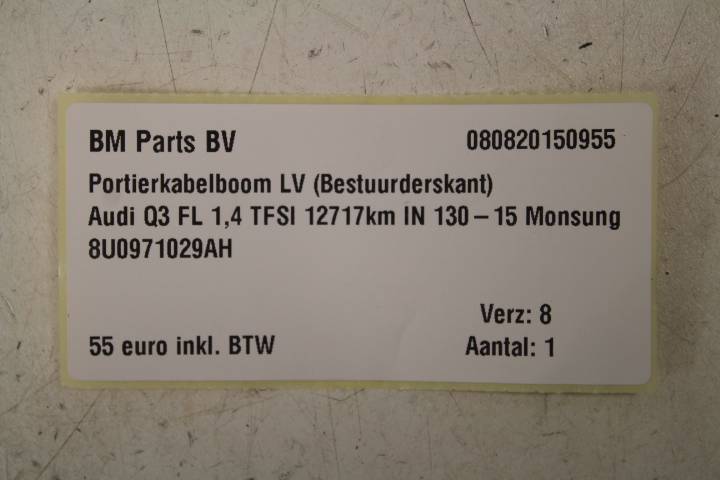 BM Parts BV 080820150955
Portierkabelboom LV (Bestuurderskant)
Audi Q3 FL 1,4 TFSI 12717km IN 130 – 15 Monsung
8U0971029AH
Verz: 8
55 euro inkl. BTW Aantal: 1